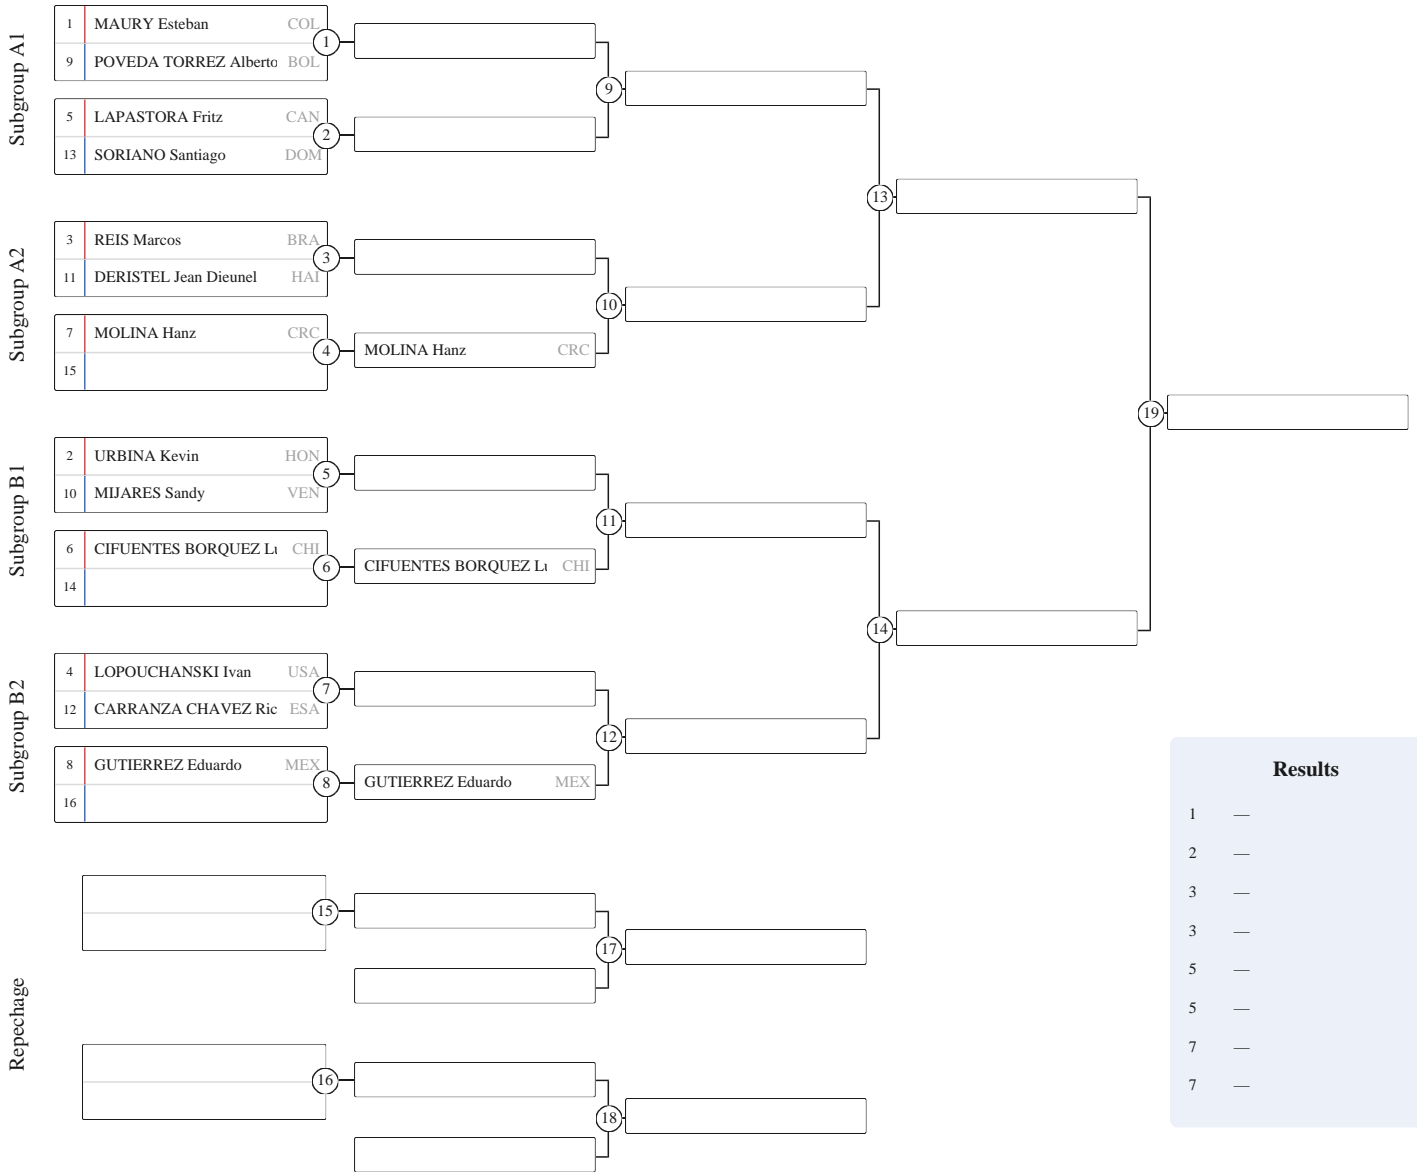 Subgroup A1
1 MAURY Esteban COL
9 POVEDA TORREZ Alberto BOL
1
5 LAPASTORA Fritz CAN
13 SORIANO Santiago DOM
2
9
Subgroup A2
3 REIS Marcos BRA
11 DERISTEL Jean Dieunel HAI
3
7 MOLINA Hanz CRC
15
4
MOLINA Hanz CRC
10
13
Subgroup B1
2 URBINA Kevin HON
10 MIJARES Sandy VEN
5
6 CIFUENTES BORQUEZ Lu CHI
14
6
CIFUENTES BORQUEZ Lu CHI
11
Subgroup B2
4 LOPOUCHANSKI Ivan USA
12 CARRANZA CHAVEZ Ric ESA
7
8 GUTIERREZ Eduardo MEX
16
8
GUTIERREZ Eduardo MEX
12
14
19
Repechage
15
17
16
18
Results
1 —
2 —
3 —
3 —
5 —
5 —
7 —
7 —